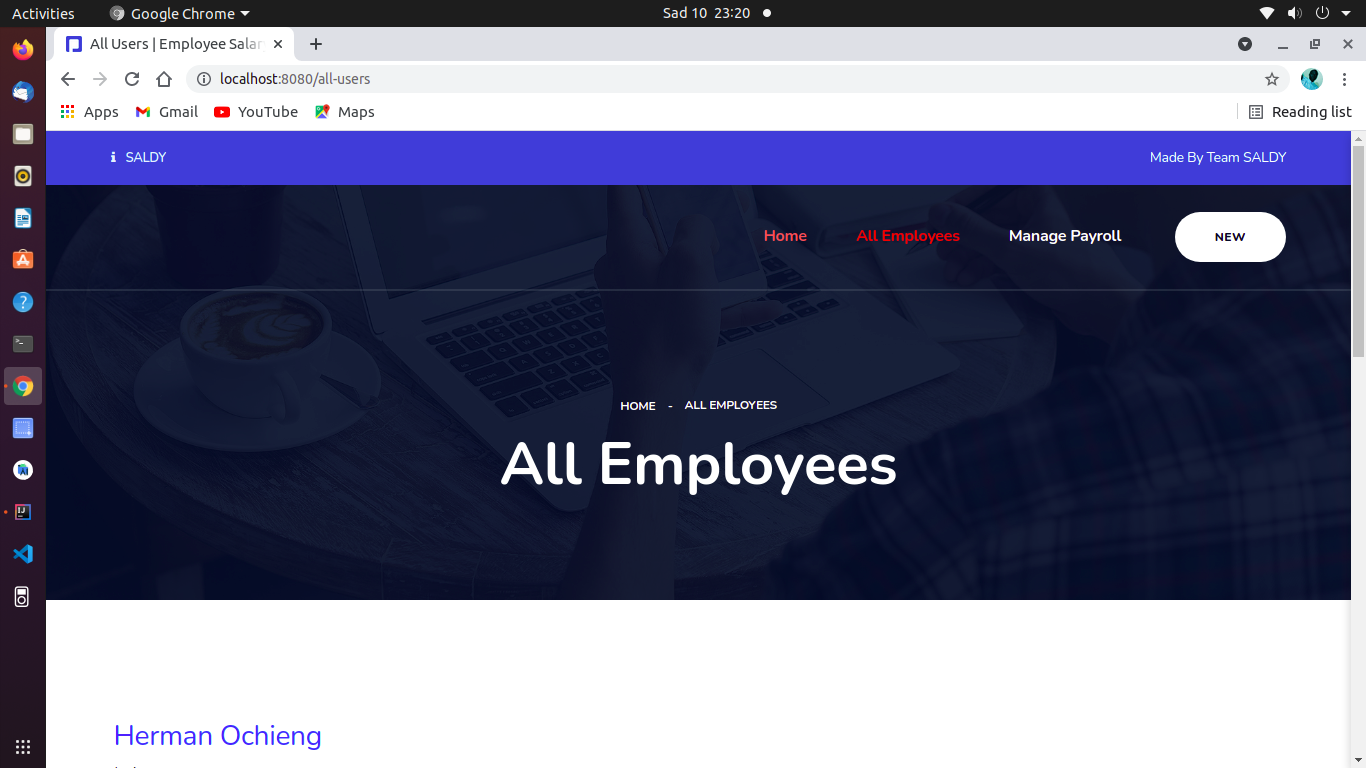 Activities
Google Chrome
Sad 10 23:20
All Users | Employee Salar
localhost:8080/all-users
Apps
Gmail
YouTube
Maps
Reading list
SALDY
Made By Team SALDY
Home
All Employees
Manage Payroll
NEW
HOME - ALL EMPLOYEES
All Employees
Herman Ochieng